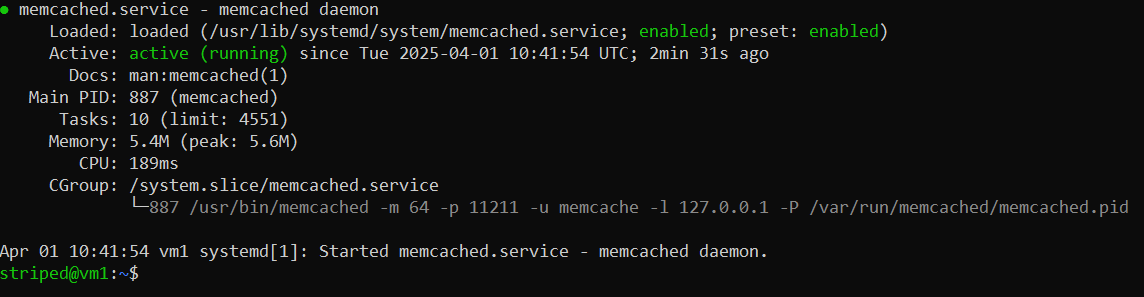 ● memcached.service - memcached daemon
     Loaded: loaded (/usr/lib/systemd/system/memcached.service; enabled; preset: enabled)
     Active: active (running) since Tue 2025-04-01 10:41:54 UTC; 2min 31s ago
       Docs: man:memcached(1)
   Main PID: 887 (memcached)
      Tasks: 10 (limit: 4551)
     Memory: 5.4M (peak: 5.6M)
        CPU: 189ms
     CGroup: /system.slice/memcached.service
             └─887 /usr/bin/memcached -m 64 -p 11211 -u memcache -l 127.0.0.1 -P /var/run/memcached/memcached.pid

Apr 01 10:41:54 vm1 systemd[1]: Started memcached.service - memcached daemon.
striped@vm1:~$